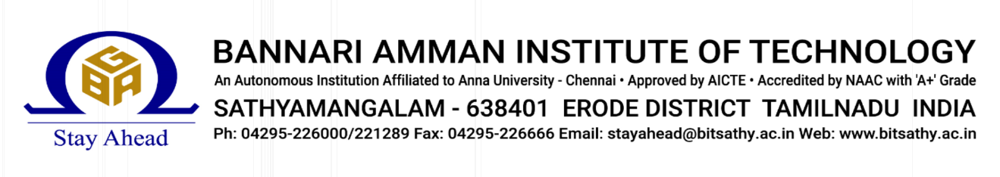 BANNARI AMMAN INSTITUTE OF TECHNOLOGY
An Autonomous Institution Affiliated to Anna University - Chennai • Approved by AICTE • Accredited by NAAC with 'A+' Grade
SATHYAMANGALAM - 638401 ERODE DISTRICT TAMILNADU INDIA
Ph: 04295-226000/221289 Fax: 04295-226666 Email: stayahead@bitsathy.ac.in Web: www.bitsathy.ac.in
BGA
Stay Ahead